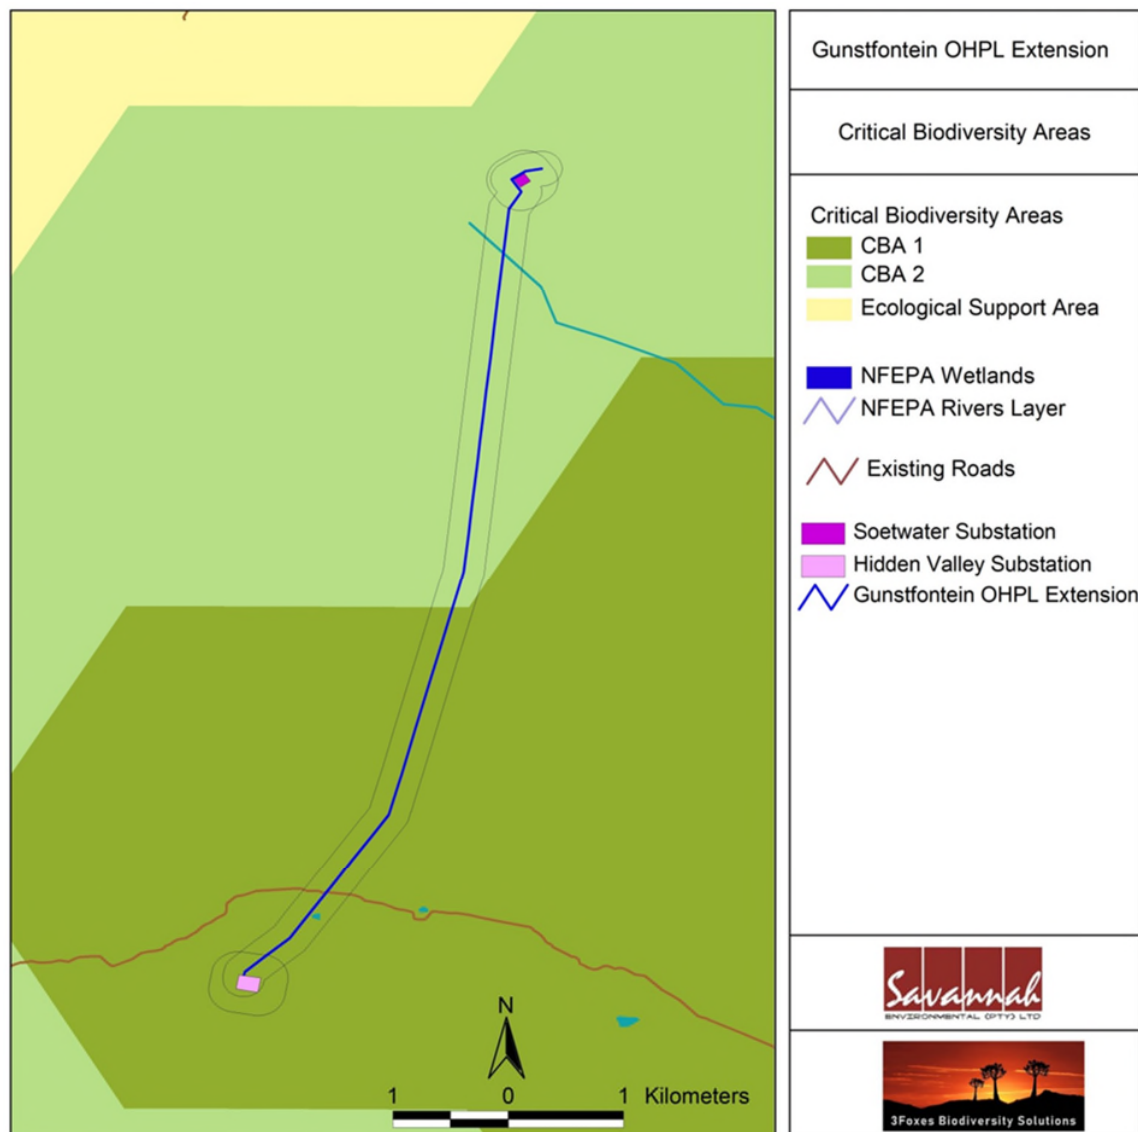 Gunstfontein OHPL Extension
Critical Biodiversity Areas
Critical Biodiversity Areas
CBA 1
CBA 2
Ecological Support Area
NFEPA Wetlands
NFEPA Rivers Layer
Existing Roads
Soetwater Substation
Hidden Valley Substation
Gunstfontein OHPL Extension
N
1 0 1 Kilometers
Savannah
ENVIRONMENTAL (PTY) LTD
3Foxes Biodiversity Solutions